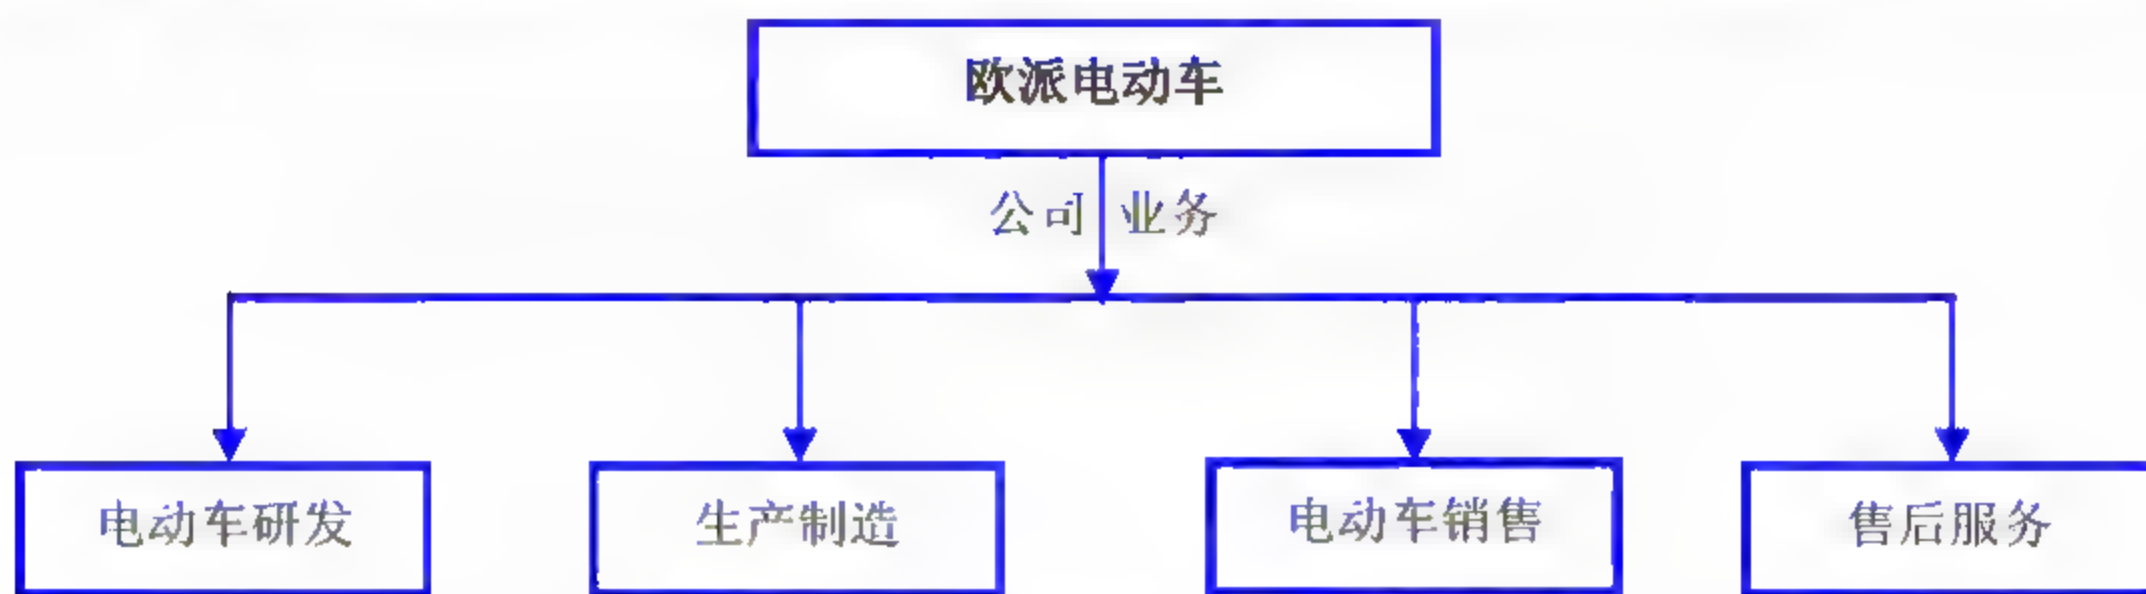 欧派电动车
公司 业务
电动车研发
生产制造
电动车销售
售后服务